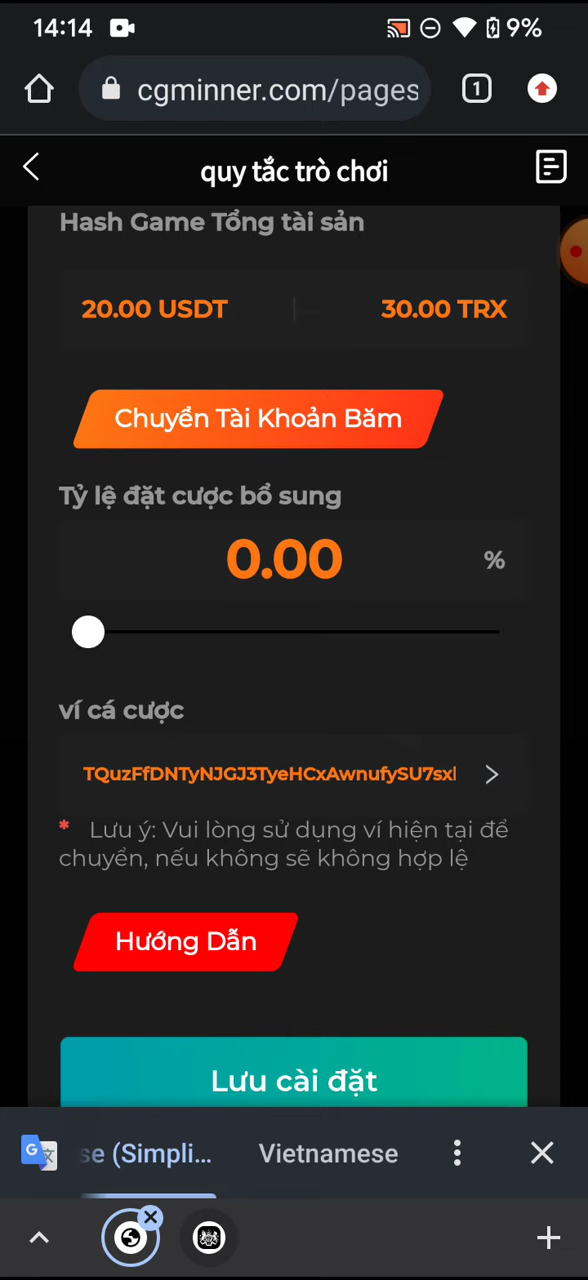 14:14
9%
cgminner.com/pages
1
quy tắc trò chơi
Hash Game Tổng tài sản
20.00 USDT
30.00 TRX
Chuyển Tài Khoản Băm
Tỷ lệ đặt cược bổ sung
0.00
%
ví cá cược
TQuzFfDNTyNJGJ3TyeHCxAwnufySU7sxl
* Lưu ý: Vui lòng sử dụng ví hiện tại để
chuyển, nếu không sẽ không hợp lệ
Hướng Dẫn
Lưu cài đặt
se (Simpli...
Vietnamese